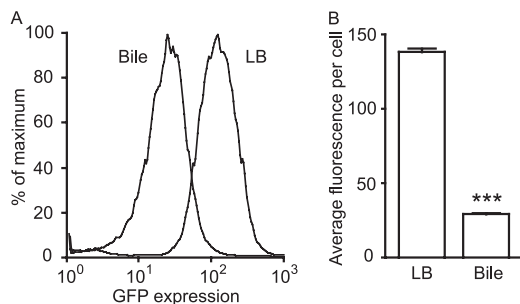 A
% of maximum
100
80
60
40
20
0
Bile
LB
10^0
10^1
10^2
10^3
GFP expression
B
Average fluorescence per cell
150
100
50
0
***
LB
Bile